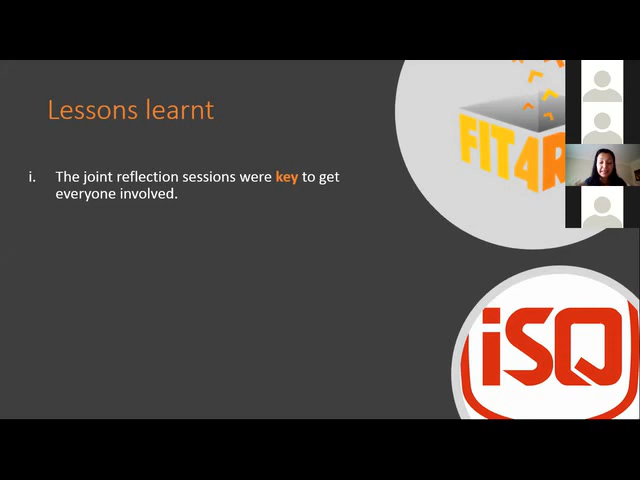 Lessons learnt
i. The joint reflection sessions were key to get
everyone involved.
FIT4R
iSQ